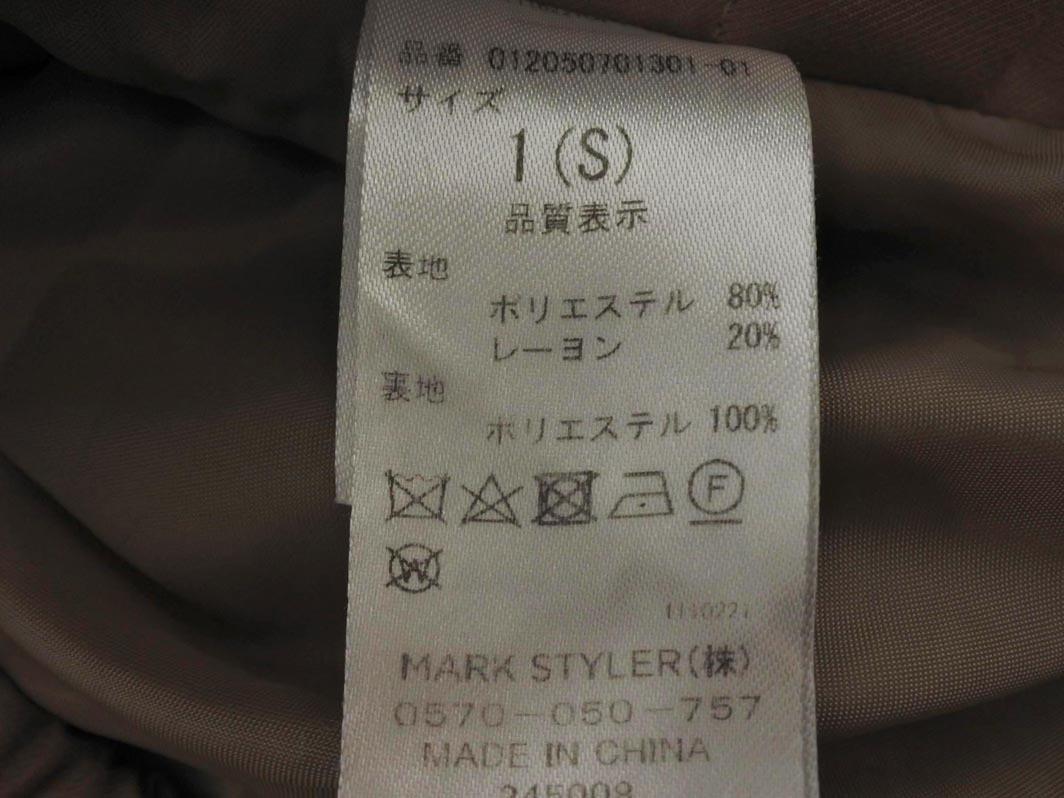 品番 012050701301-01
サイズ
1(S)
品質表示
表地
ポリエステル 80%
レーヨン 20%
裏地
ポリエステル 100%
F
W
MARK STYLER(株)
0570-050-757
MADE IN CHINA